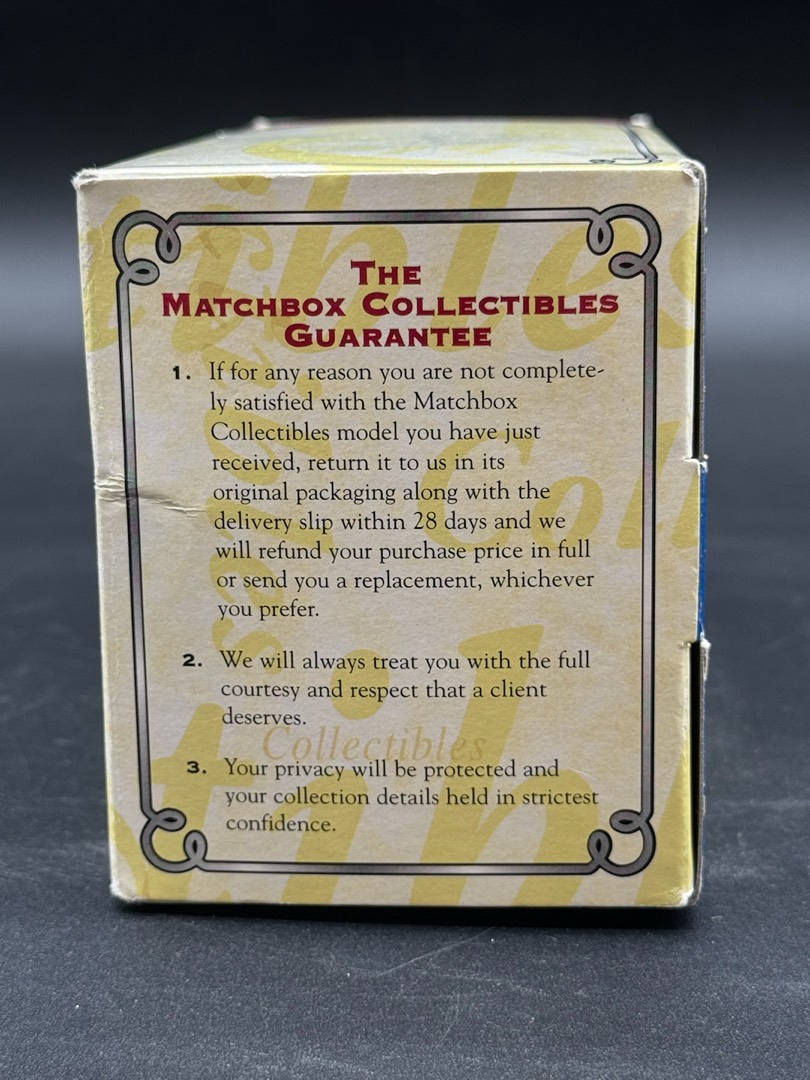 THE
MATCHBOX COLLECTIBLES
GUARANTEE
1. If for any reason you are not complete-
ly satisfied with the Matchbox
Collectibles model you have just
received, return it to us in its
original packaging along with the
delivery slip within 28 days and we
will refund your purchase price in full
or send you a replacement, whichever
you prefer.
2. We will always treat you with the full
courtesy and respect that a client
deserves.
Collectibles
3. Your privacy will be protected and
your collection details held in strictest
confidence.